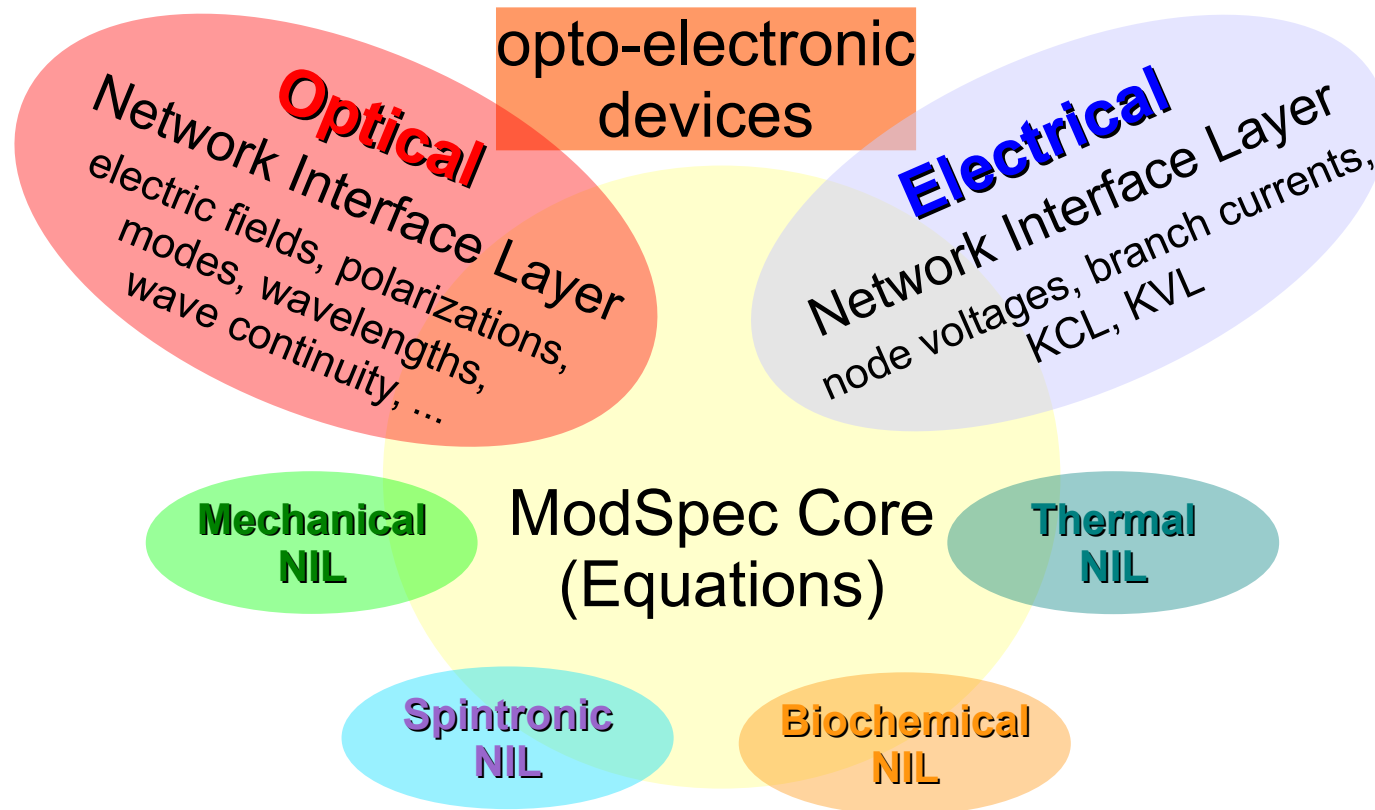 opto-electronic
devices
Optical
Network Interface Layer
electric fields, polarizations,
modes, wavelengths,
wave continuity, ...
Electrical
Network Interface Layer
node voltages, branch currents,
KCL, KVL
Mechanical
NIL
ModSpec Core
(Equations)
Thermal
NIL
Spintronic
NIL
Biochemical
NIL